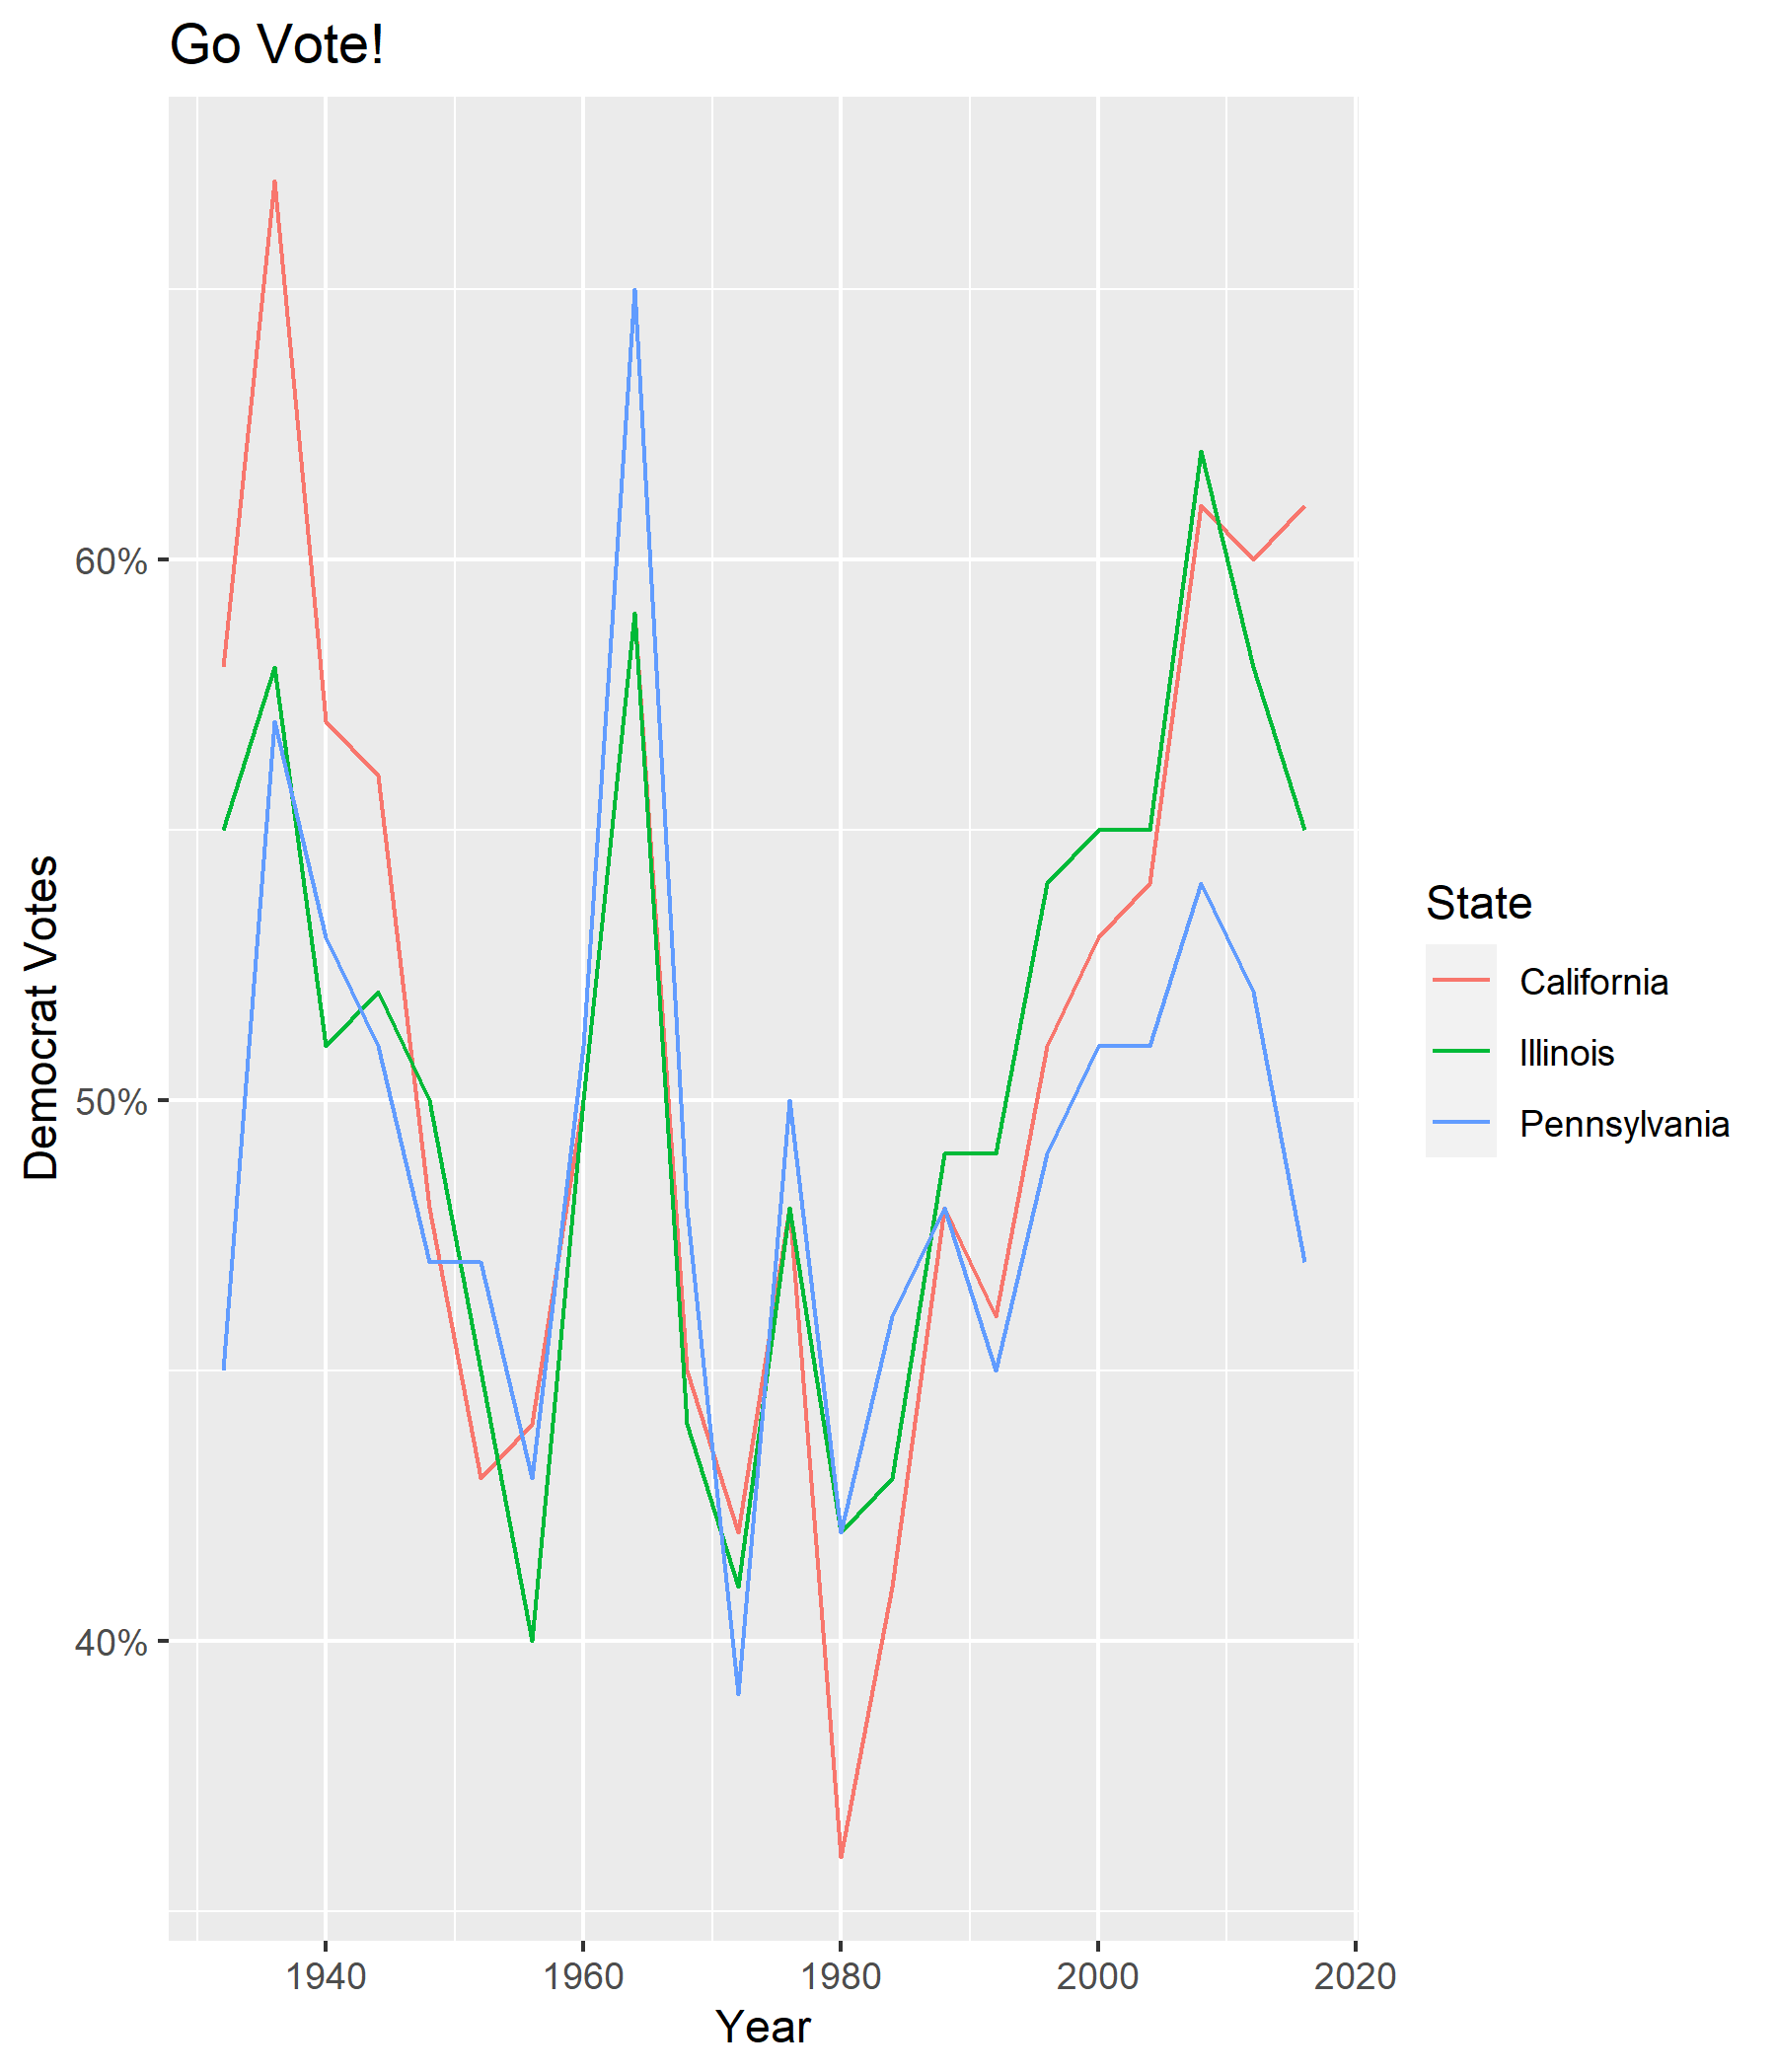 Go Vote!
Democrat Votes
60%
50%
40%
1940 1960 1980 2000 2020
Year
State
California
Illinois
Pennsylvania